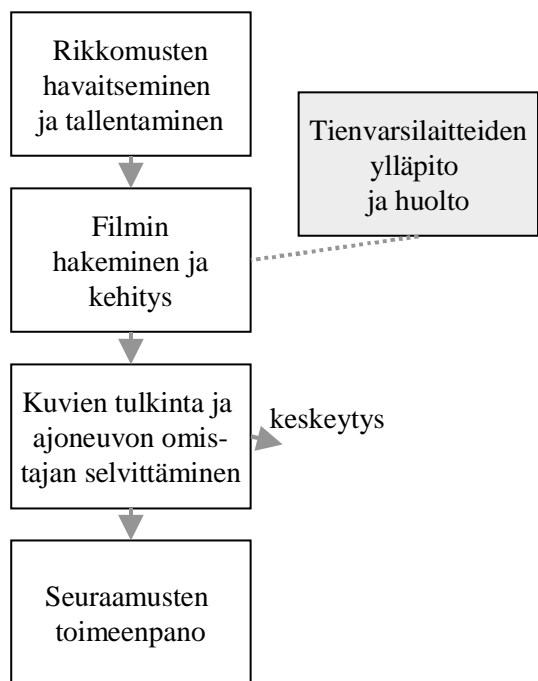 Rikkomusten
havaitseminen
ja tallentaminen
Tienvarsilaitteiden
ylläpito
ja huolto
Filmin
hakeminen ja
kehitys
Kuvien tulkinta ja
ajoneuvon omis-
tajan selvittäminen
keskeytys
Seuraamusten
toimeenpano